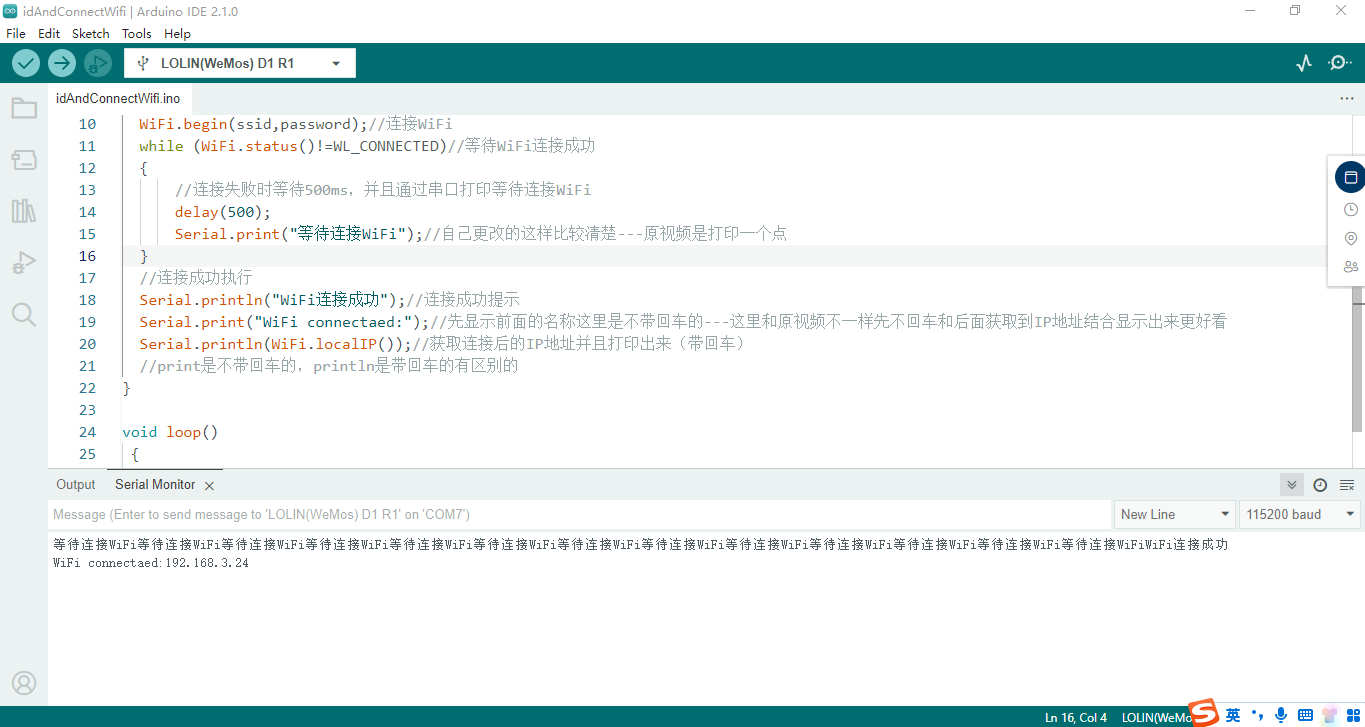 idAndConnectWifi | Arduino IDE 2.1.0
File Edit Sketch Tools Help
LOLIN(WeMos) D1 R1
idAndConnectWifi.ino
10 WiFi.begin(ssid,password);//连接WiFi
11 while (WiFi.status()!=WL_CONNECTED)//等待WiFi连接成功
12 {
13 //连接失败时等待500ms，并且通过串口打印等待连接WiFi
14 delay(500);
15 Serial.print("等待连接WiFi");//自己更改的这样比较清楚---原视频是打印一个点
16 }
17 //连接成功执行
18 Serial.println("WiFi连接成功");//连接成功提示
19 Serial.print("WiFi connectaed:");//先显示前面的名称这里是不带回车的---这里和原视频不一样先不回车和后面获取到IP地址结合显示出来更好看
20 Serial.println(WiFi.localIP());//获取连接后的IP地址并且打印出来（带回车）
21 //print是不带回车的，println是带回车的有区别的
22 }
23
24 void loop()
25 {
Output Serial Monitor
Message (Enter to send message to 'LOLIN(WeMos) D1 R1' on 'COM7') New Line 115200 baud
等待连接WiFi等待连接WiFi等待连接WiFi等待连接WiFi等待连接WiFi等待连接WiFi等待连接WiFi等待连接WiFi等待连接WiFi等待连接WiFi等待连接WiFi等待连接WiFi等待连接WiFiWiFi连接成功
WiFi connectaed:192.168.3.24
Ln 16, Col 4 LOLIN(WeMo S 英